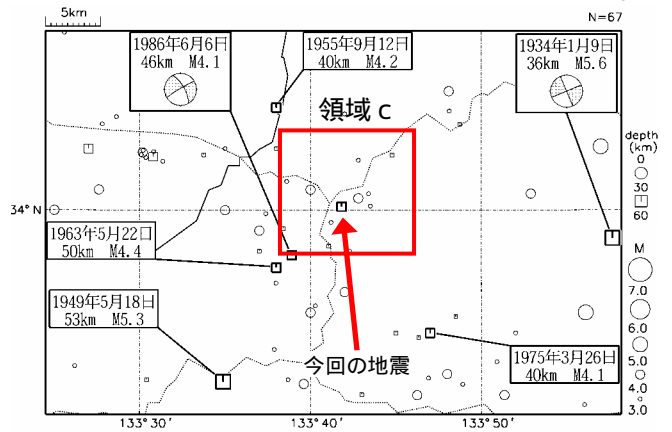 5km
N=67
1986年6月6日
46km M4.1
1955年9月12日
40km M4.2
1934年1月9日
36km M5.6
領域 c
depth
(km)
0
30
60
34°N
1963年5月22日
50km M4.4
M
7.0
6.0
5.0
4.0
3.0
1949年5月18日
53km M5.3
今回の地震
1975年3月26日
40km M4.1
133°30′
133°40′
133°50′